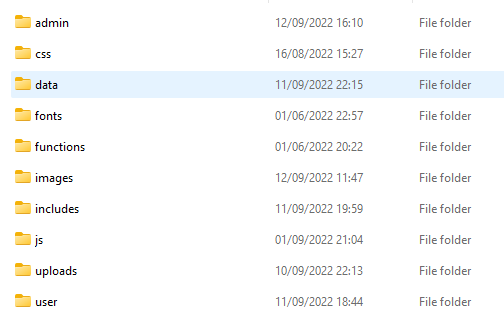 admin 12/09/2022 16:10 File folder
css 16/08/2022 15:27 File folder
data 11/09/2022 22:15 File folder
fonts 01/06/2022 22:57 File folder
functions 01/06/2022 20:22 File folder
images 12/09/2022 11:47 File folder
includes 11/09/2022 19:59 File folder
js 01/09/2022 21:04 File folder
uploads 10/09/2022 22:13 File folder
user 11/09/2022 18:44 File folder